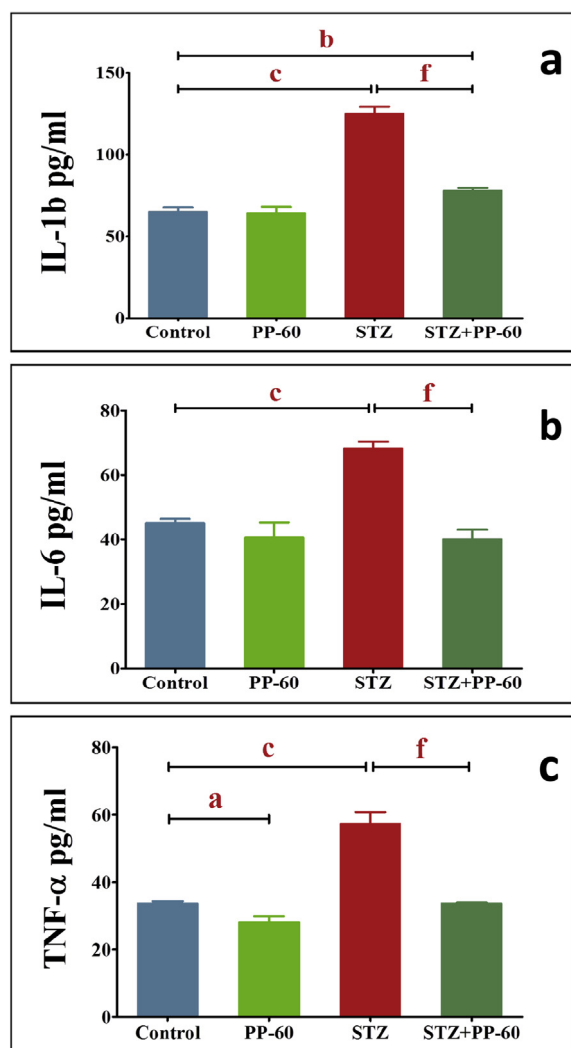 b
a
c
f
150
100
50
0
IL-1b pg/ml
Control PP-60 STZ STZ+PP-60
b
c
f
80
60
40
20
0
IL-6 pg/ml
Control PP-60 STZ STZ+PP-60
c
c
f
a
80
60
40
20
0
TNF-α pg/ml
Control PP-60 STZ STZ+PP-60